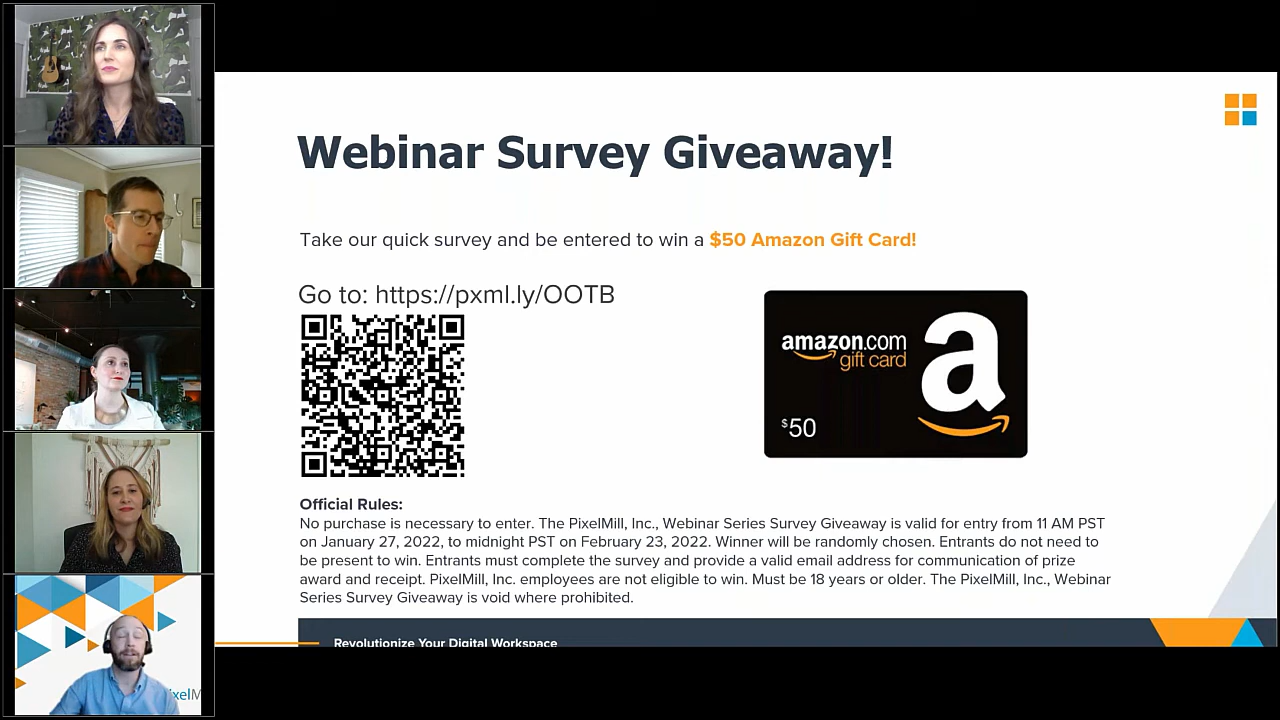 Webinar Survey Giveaway!
Take our quick survey and be entered to win a $50 Amazon Gift Card!
Go to: https://pxml.ly/OOTB
amazon.com
gift card
a
$50
Official Rules:
No purchase is necessary to enter. The PixelMill, Inc., Webinar Series Survey Giveaway is valid for entry from 11 AM PST
on January 27, 2022, to midnight PST on February 23, 2022. Winner will be randomly chosen. Entrants do not need to
be present to win. Entrants must complete the survey and provide a valid email address for communication of prize
award and receipt. PixelMill, Inc. employees are not eligible to win. Must be 18 years or older. The PixelMill, Inc., Webinar
Series Survey Giveaway is void where prohibited.
Revolutionize Your Digital Workspace
ixelM